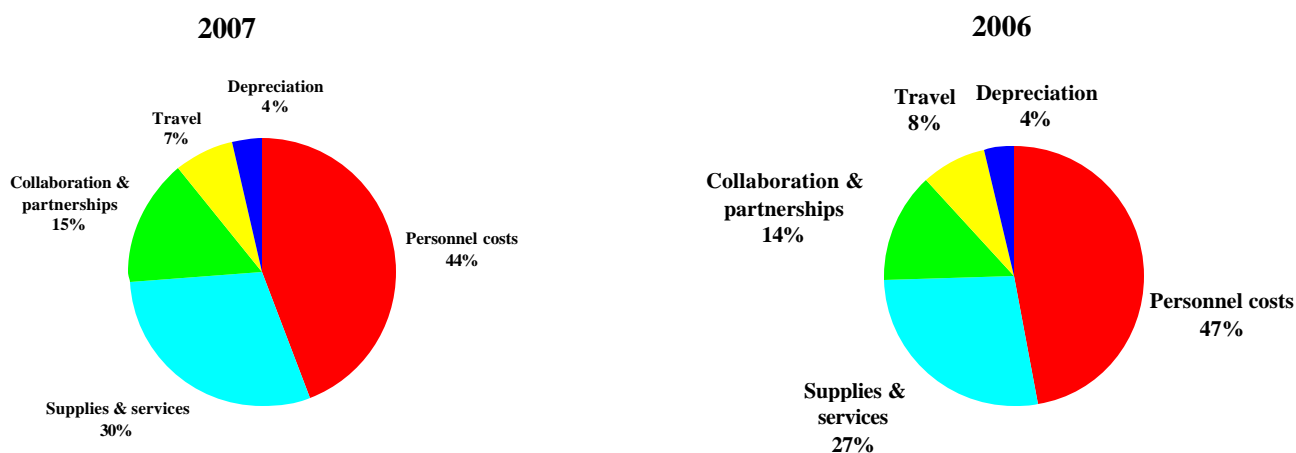 2007
Depreciation
4%
Travel
7%
Collaboration &
partnerships
15%
Personnel costs
44%
Supplies & services
30%
2006
Travel
8%
Depreciation
4%
Collaboration &
partnerships
14%
Personnel costs
47%
Supplies &
services
27%